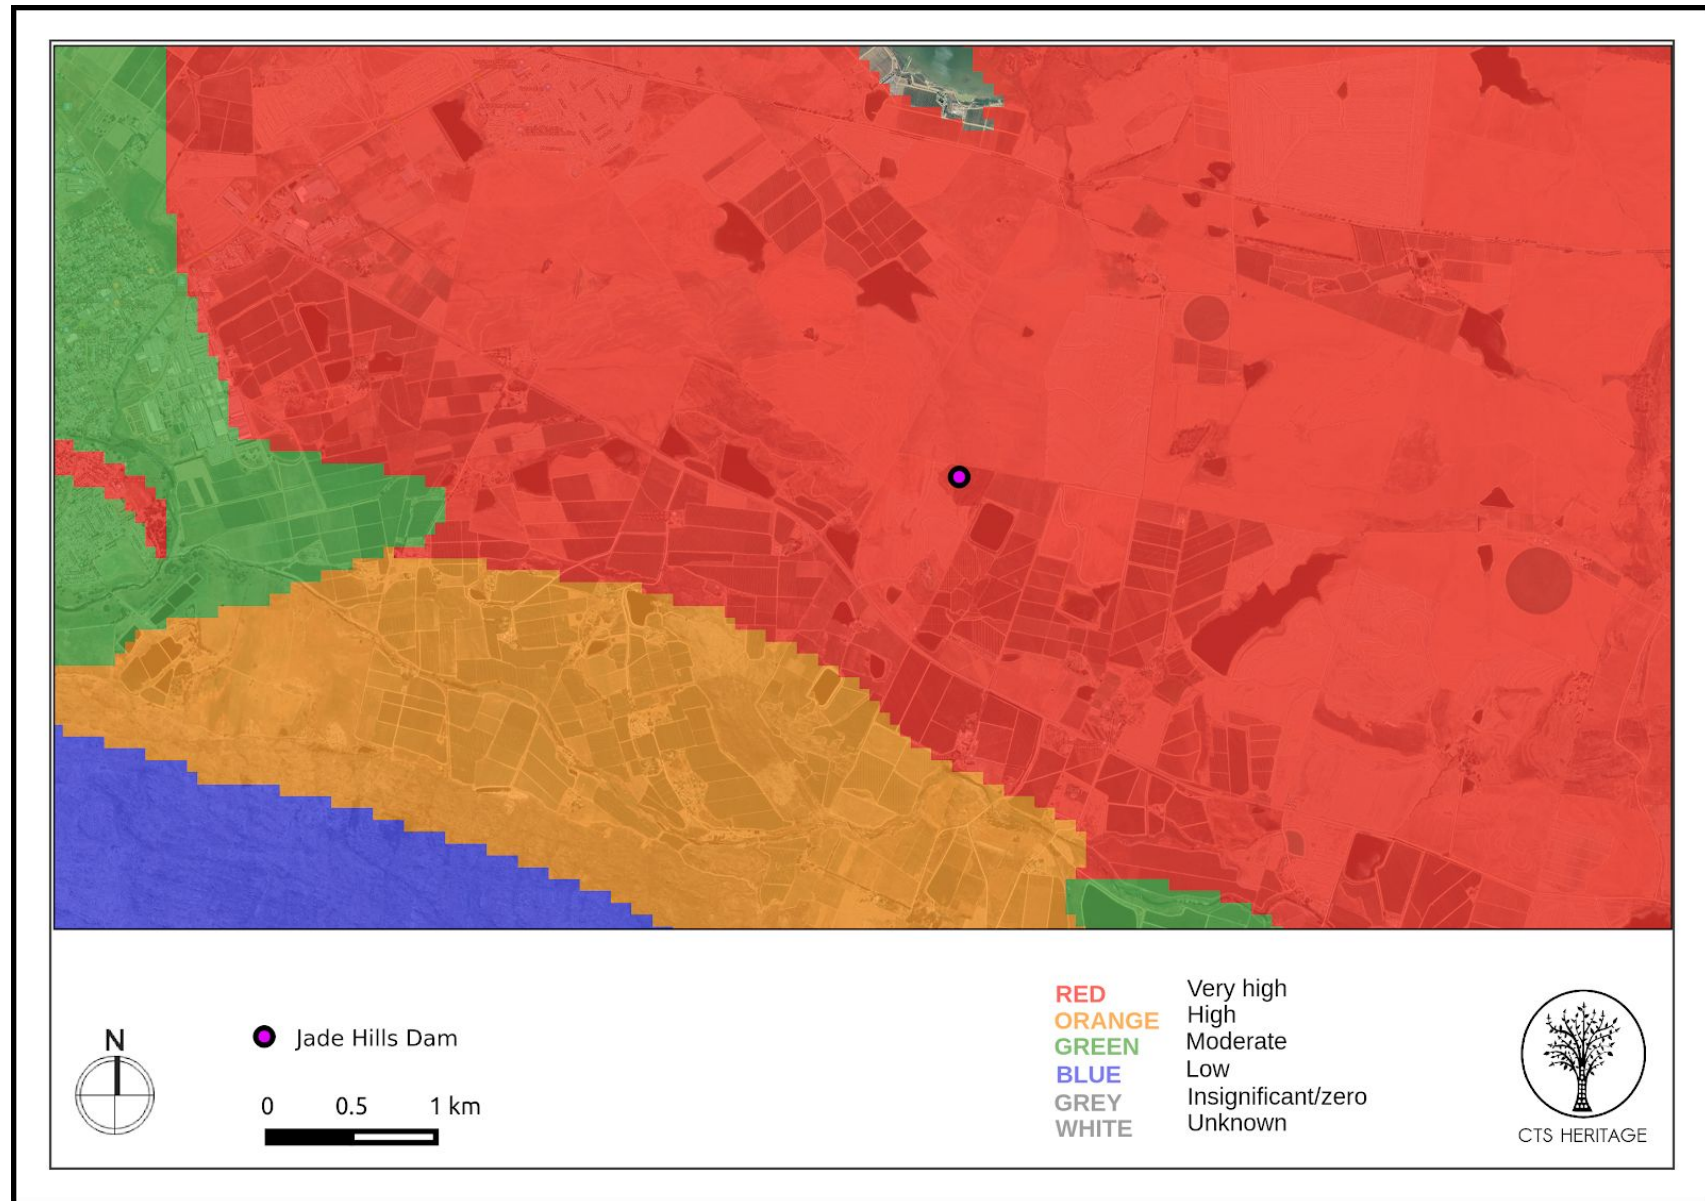 N
Jade Hills Dam
0 0.5 1 km
RED Very high
ORANGE High
GREEN Moderate
BLUE Low
GREY Insignificant/zero
WHITE Unknown
CTS HERITAGE